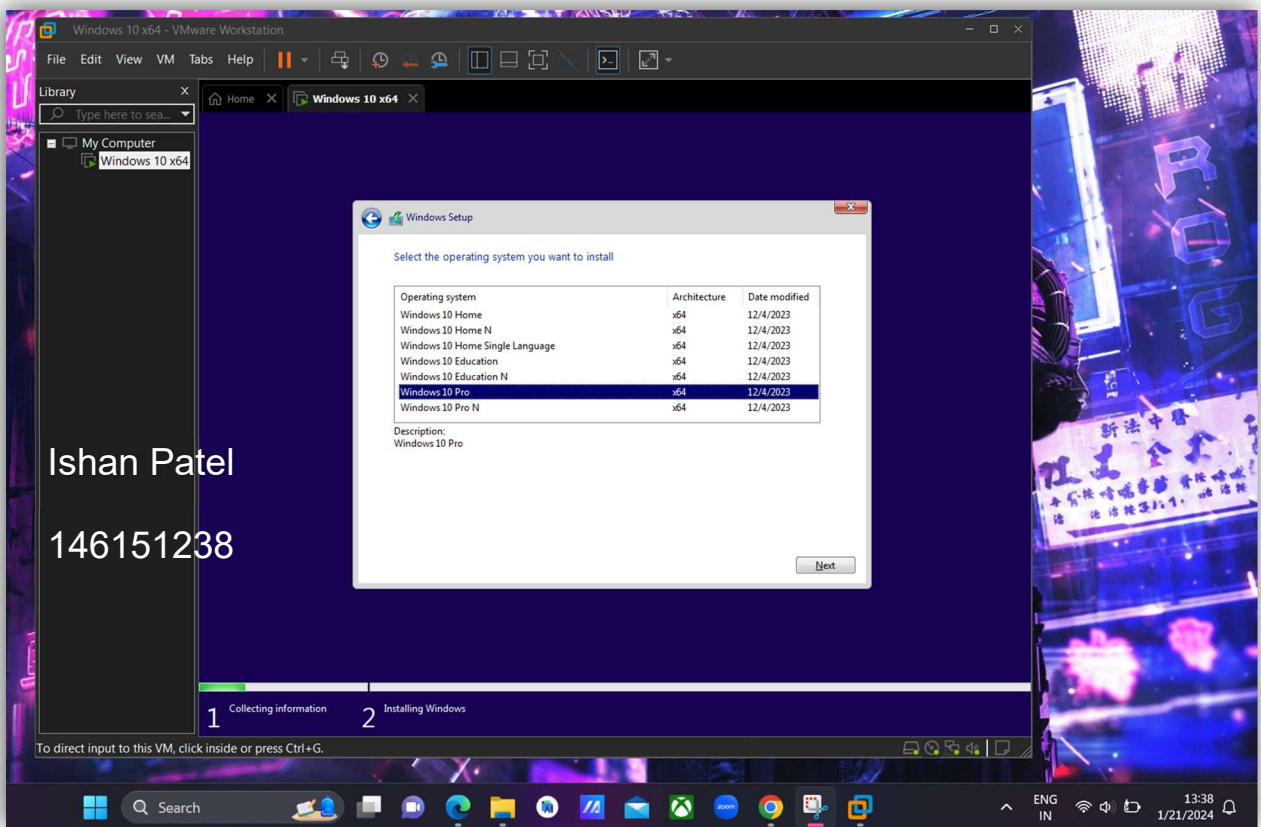 Windows 10 x64 - VMware Workstation
File Edit View VM Tabs Help
Library X
Type here to sea...
Home X Windows 10 x64 X
My Computer
Windows 10 x64
Windows Setup
Select the operating system you want to install
Operating system Architecture Date modified
Windows 10 Home x64 12/4/2023
Windows 10 Home N x64 12/4/2023
Windows 10 Home Single Language x64 12/4/2023
Windows 10 Education x64 12/4/2023
Windows 10 Education N x64 12/4/2023
Windows 10 Pro x64 12/4/2023
Windows 10 Pro N x64 12/4/2023
Description:
Windows 10 Pro
Ishan Patel
146151238
Next
1 Collecting information 2 Installing Windows
To direct input to this VM, click inside or press Ctrl+G.
R
O
G
新法中醫
Search
zoom
ENG
IN
13:38
1/21/2024